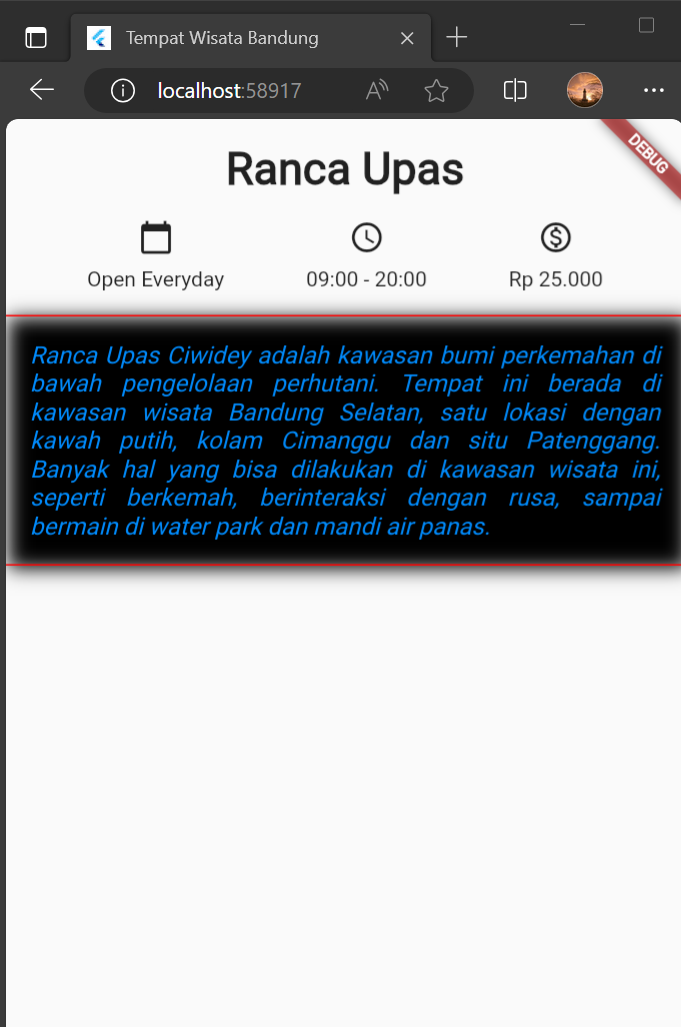 Tempat Wisata Bandung
localhost:58917
DEBUG
Ranca Upas
Open Everyday
09:00 - 20:00
Rp 25.000
Ranca Upas Ciwidey adalah kawasan bumi perkemahan di
bawah pengelolaan perhutani. Tempat ini berada di
kawasan wisata Bandung Selatan, satu lokasi dengan
kawah putih, kolam Cimanggu dan situ Patenggang.
Banyak hal yang bisa dilakukan di kawasan wisata ini,
seperti berkemah, berinteraksi dengan rusa, sampai
bermain di water park dan mandi air panas.